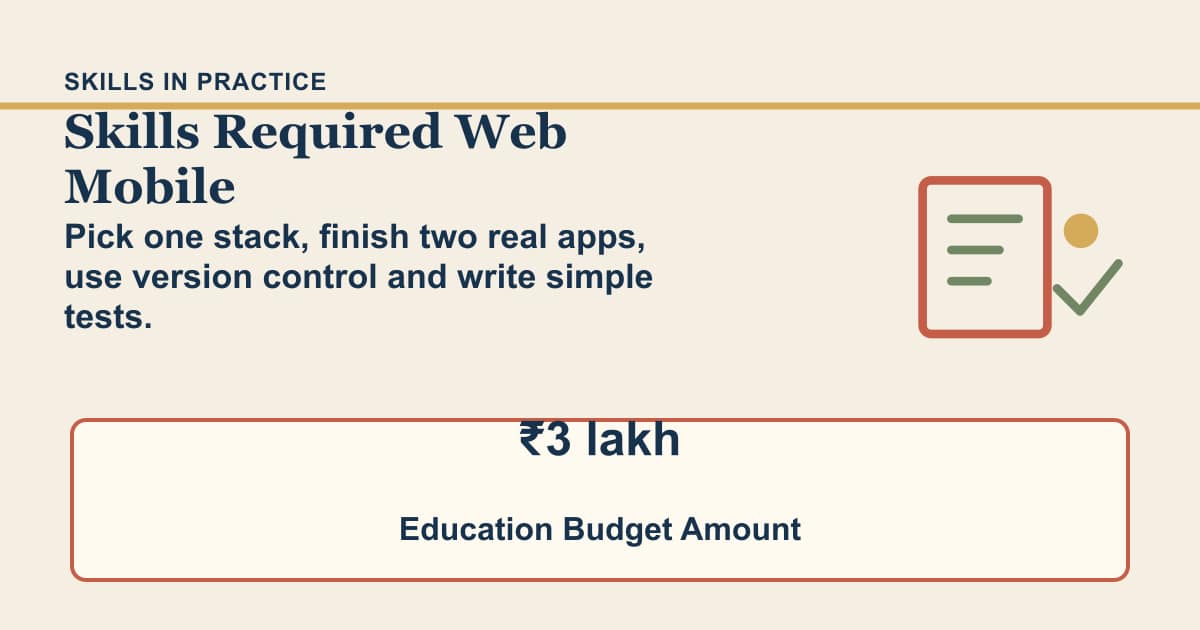 SKILLS IN PRACTICE
Skills Required Web
Mobile
Pick one stack, finish two real apps,
use version control and write simple
tests.
₹3 lakh
Education Budget Amount